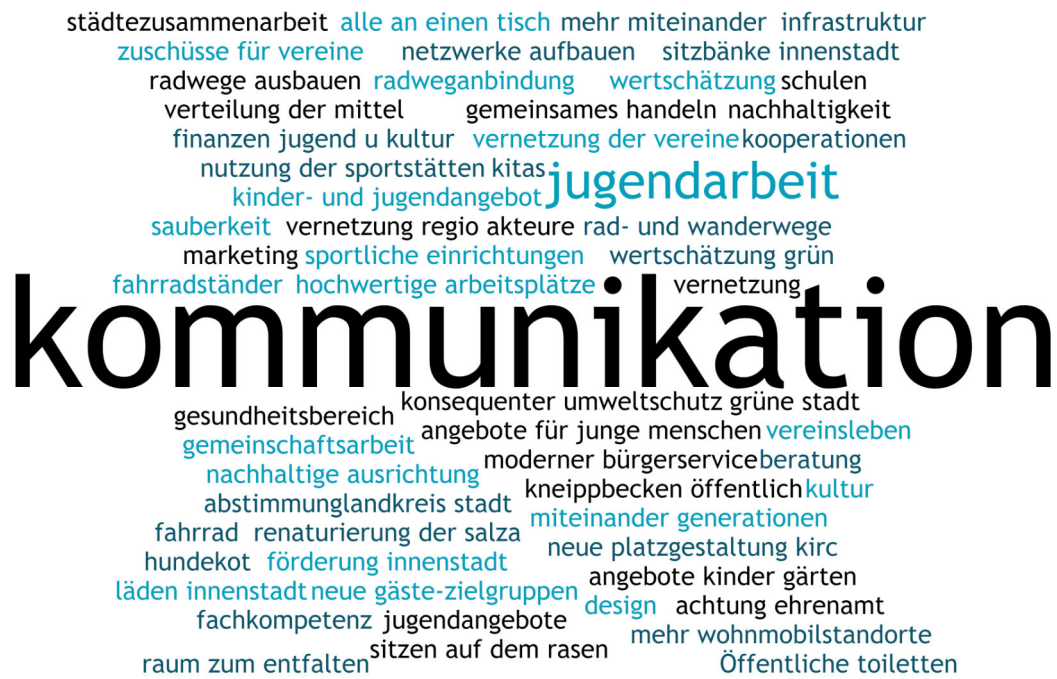 städtezusammenarbeit alle an einen tisch mehr miteinander infrastruktur
zuschüsse für vereine netzwerke aufbauen sitzbänke innenstadt
radwege ausbauen radweganbindung wertschätzung schulen
verteilung der mittel gemeinsames handeln nachhaltigkeit
finanzen jugend u kultur vernetzung der vereine kooperationen
nutzung der sportstätten kitas
jugendarbeit
kinder- und jugendangebot
sauberkeit vernetzung regio akteure rad- und wanderwege
marketing sportliche einrichtungen wertschätzung grün
fahrradständer hochwertige arbeitsplätze vernetzung
kommunikation
gesundheitsbereich konsequenter umweltschutz grüne stadt
gemeinschaftsarbeit angebote für junge menschen vereinsleben
nachhaltige ausrichtung moderner bürgerservice beratung
abstimmunglandkreis stadt kneippbecken öffentlich kultur
fahrrad renaturierung der salza miteinander generationen
hundekot förderung innenstadt neue platzgestaltung kirc
läden innenstadt neue gäste-zielgruppen angebote kinder gärten
fachkompetenz jugendangebote design achtung ehrenamt
sitzen auf dem rasen mehr wohnmobilstandorte
raum zum entfalten Öffentliche toiletten